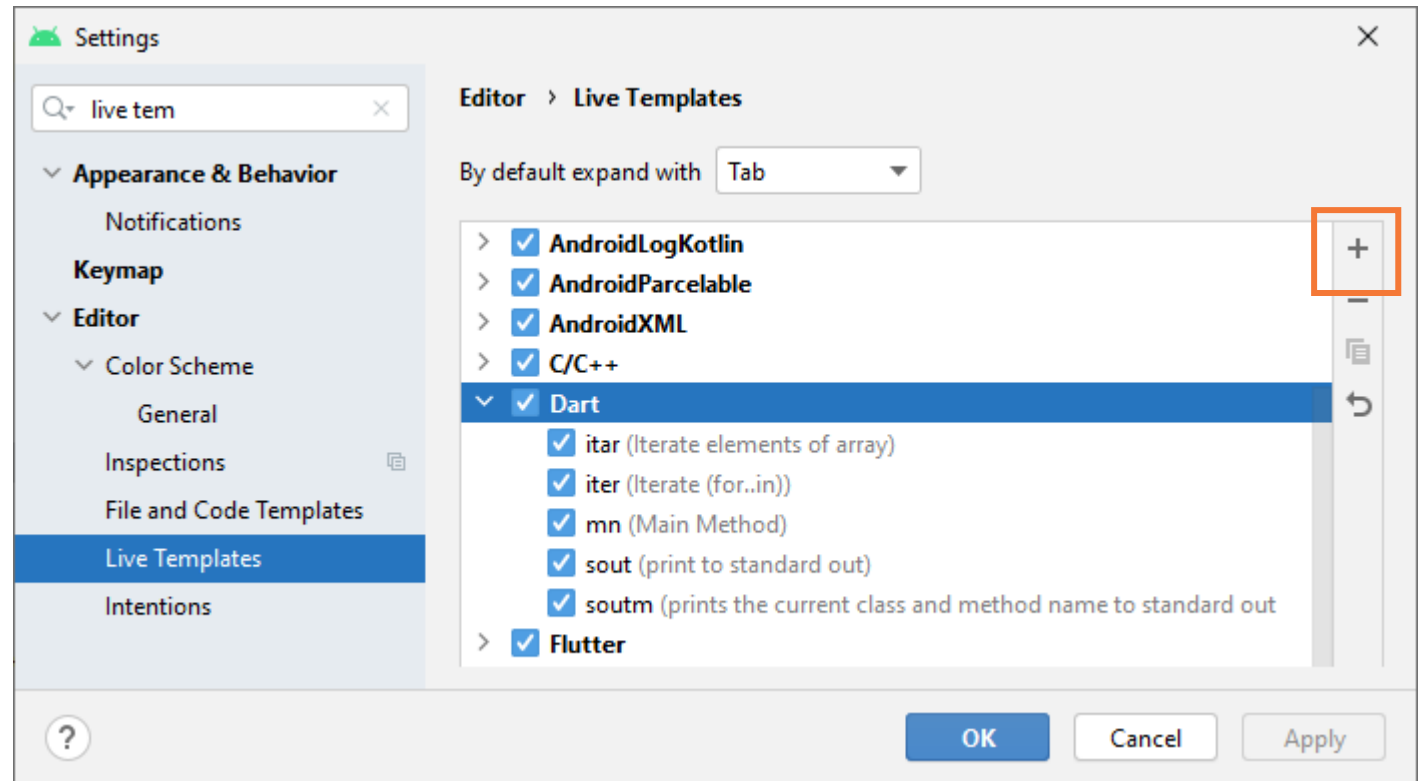 Settings
live tem
Appearance & Behavior
Notifications
Keymap
Editor
Color Scheme
General
Inspections
File and Code Templates
Live Templates
Intentions
Editor › Live Templates
By default expand with Tab
AndroidLogKotlin
AndroidParcelable
AndroidXML
C/C++
Dart
itar (Iterate elements of array)
iter (Iterate (for..in))
mn (Main Method)
sout (print to standard out)
soutm (prints the current class and method name to standard out
Flutter
?
OK Cancel Apply